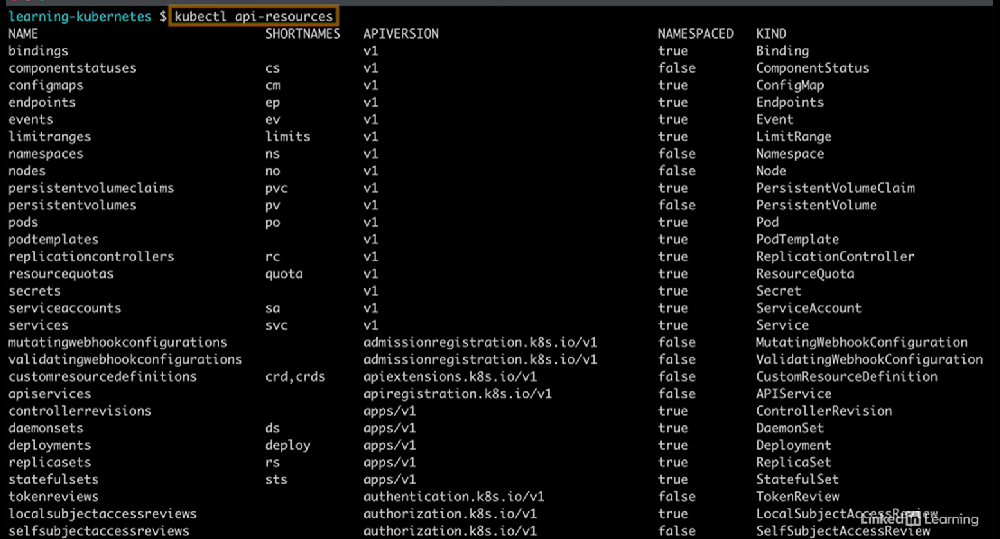 learning-kubernetes $ kubectl api-resources
NAME SHORTNAMES APIVERSION NAMESPACED KIND
bindings v1 true Binding
componentstatuses cs v1 false ComponentStatus
configmaps cm v1 true ConfigMap
endpoints ep v1 true Endpoints
events ev v1 true Event
limitranges limits v1 true LimitRange
namespaces ns v1 false Namespace
nodes no v1 false Node
persistentvolumeclaims pvc v1 true PersistentVolumeClaim
persistentvolumes pv v1 false PersistentVolume
pods po v1 true Pod
podtemplates v1 true PodTemplate
replicationcontrollers rc v1 true ReplicationController
resourcequotas quota v1 true ResourceQuota
secrets v1 true Secret
serviceaccounts sa v1 true ServiceAccount
services svc v1 true Service
mutatingwebhookconfigurations admissionregistration.k8s.io/v1 false MutatingWebhookConfiguration
validatingwebhookconfigurations admissionregistration.k8s.io/v1 false ValidatingWebhookConfiguration
customresourcedefinitions crd,crds apiextensions.k8s.io/v1 false CustomResourceDefinition
apiservices apiregistration.k8s.io/v1 false APIService
controllerrevisions apps/v1 true ControllerRevision
daemonsets ds apps/v1 true DaemonSet
deployments deploy apps/v1 true Deployment
replicasets rs apps/v1 true ReplicaSet
statefulsets sts apps/v1 true StatefulSet
tokenreviews authentication.k8s.io/v1 false TokenReview
localsubjectaccessreviews authorization.k8s.io/v1 true LocalSubjectAccessReview
LinkedIn Learning
selfsubjectaccessreviews authorization.k8s.io/v1 false SelfSubjectAccessReview